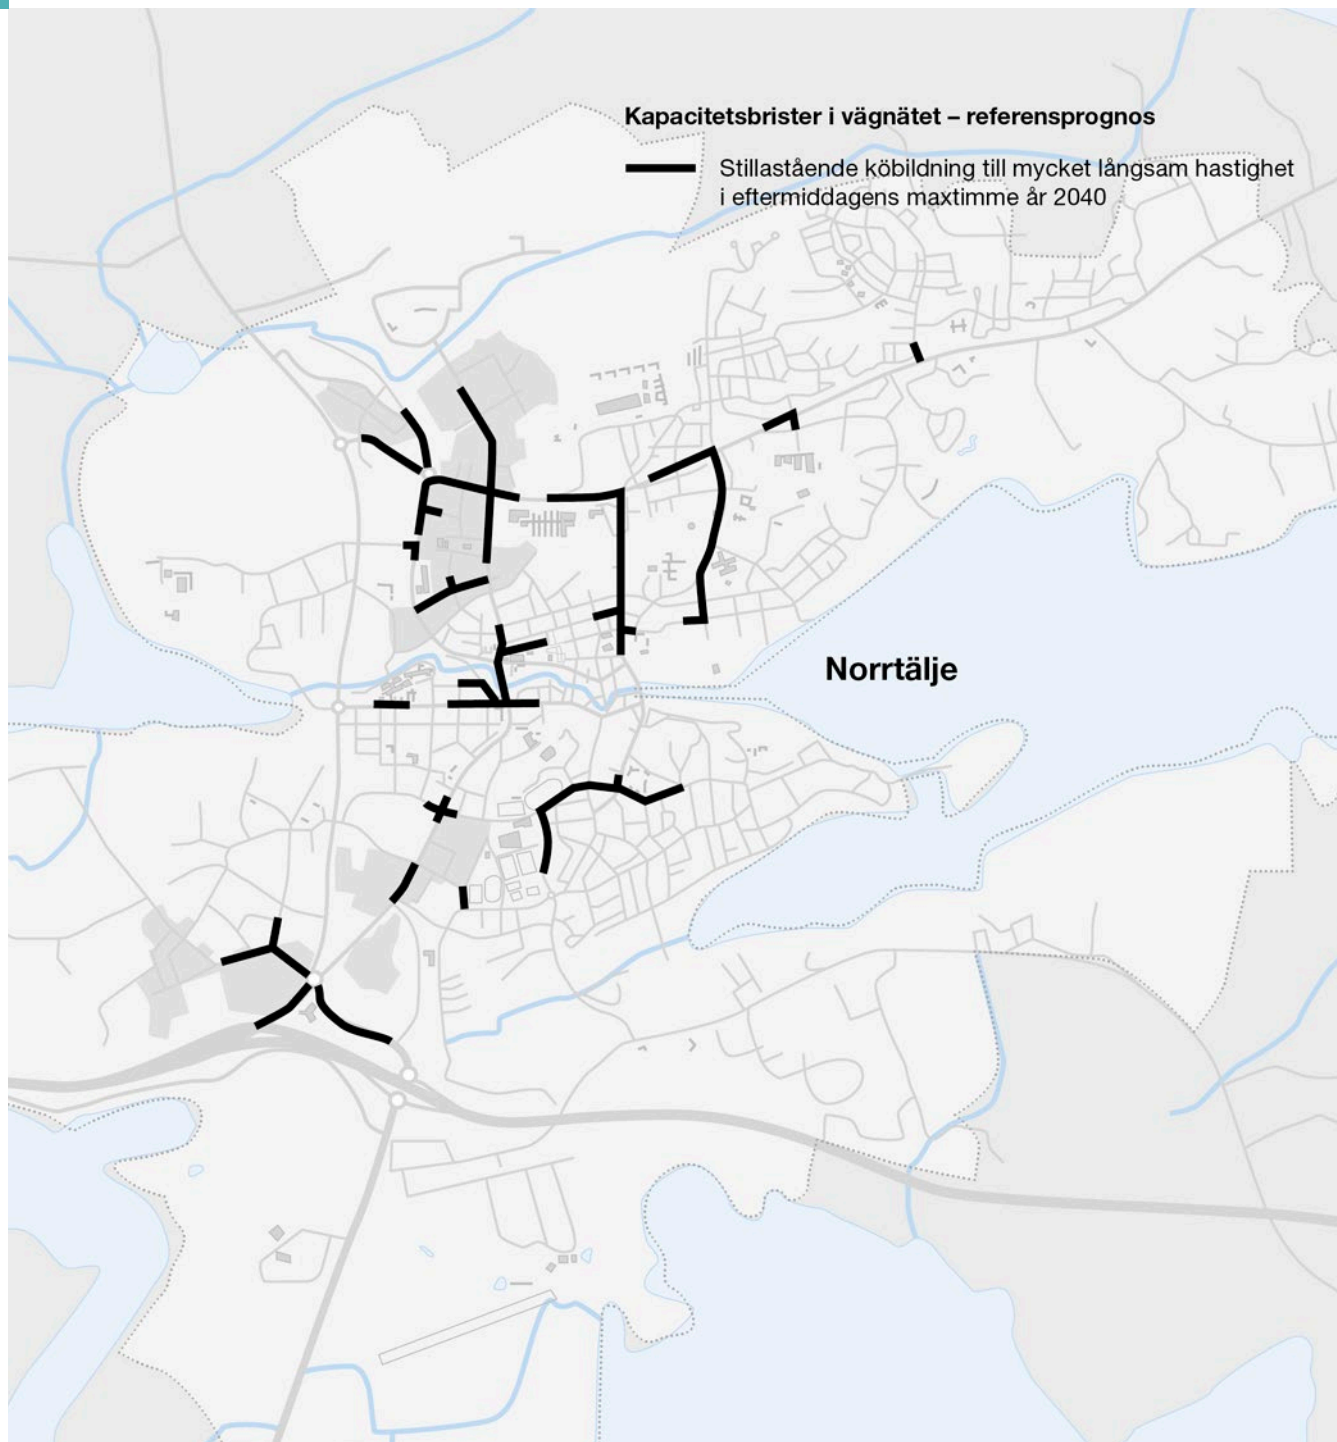 Kapacitetsbrister i vägnätet – referensprognos
Stillastående köbildning till mycket långsam hastighet
i eftermiddagens maxtimme år 2040
Norrtälje